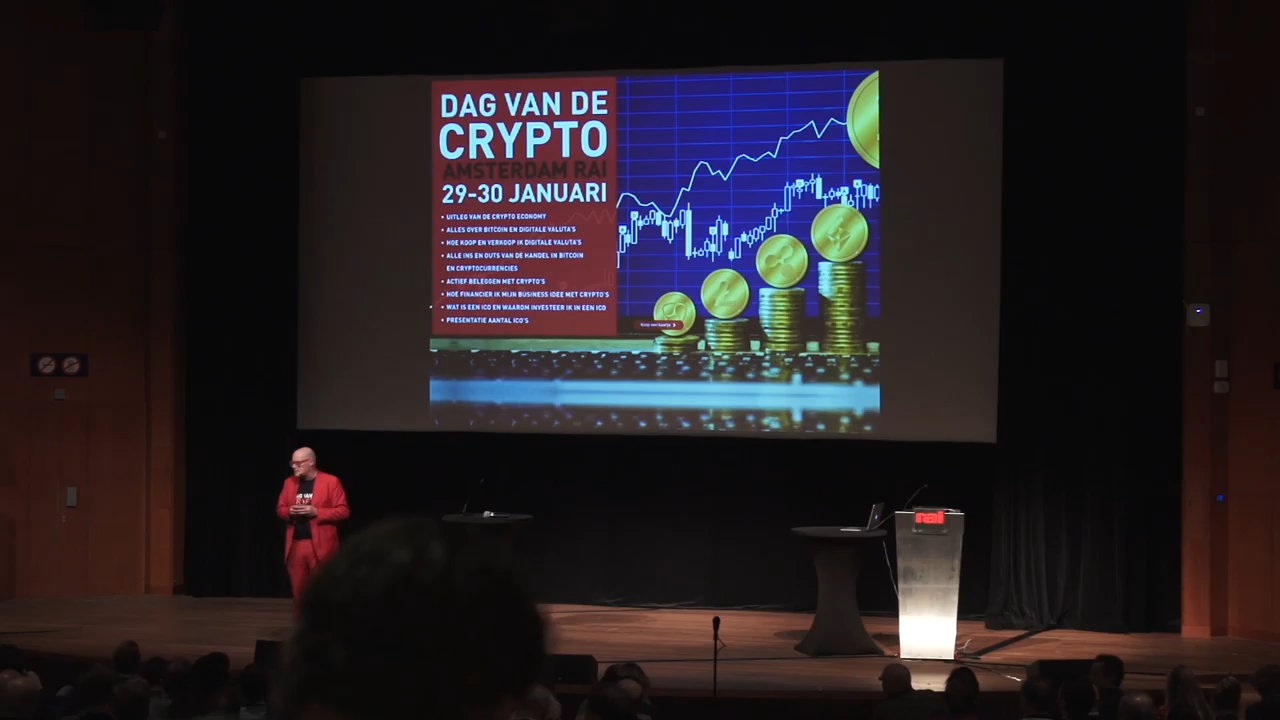 DAG VAN DE
CRYPTO
AMSTERDAM RAI
29-30 JANUARI
• UITLEG VAN DE CRYPTO ECONOMY
• ALLES OVER BITCOIN EN DIGITALE VALUTA'S
• HOE KOOP EN VERKOOP IK DIGITALE VALUTA'S
• ALLE INS EN OUTS VAN DE HANDEL IN BITCOIN
EN CRYPTOCURRENCIES
• ACTIEF BELEGGEN MET CRYPTO'S
• HOE FINANCIER IK MIJN BUSINESS IDEE MET CRYPTO'S
• WAT IS EEN ICO EN WAAROM INVESTEER IK IN EEN ICO
• PRESENTATIE AANTAL ICO'S
Koop een kaartje
rai